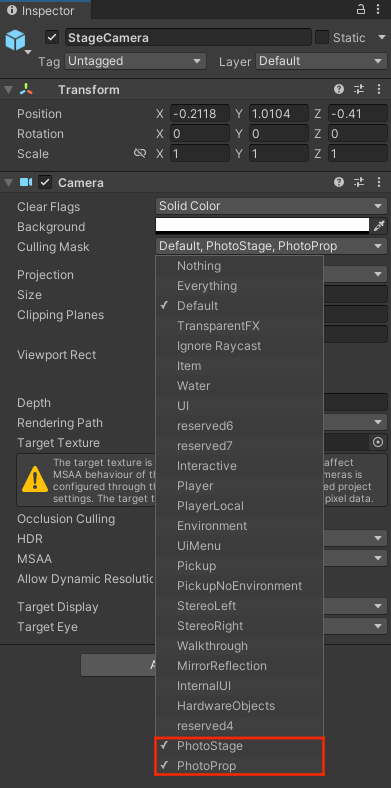 Inspector
StageCamera Static
Tag Untagged Layer Default
Transform
Position X -0.2118 Y 1.0104 Z -0.41
Rotation X 0 Y 0 Z 0
Scale X 1 Y 1 Z 1
Camera
Clear Flags Solid Color
Background
Culling Mask Default, PhotoStage, PhotoProp
Nothing
Projection
Everything
Size
Default
Clipping Planes
TransparentFX
Ignore Raycast
Viewport Rect
Item
Water
Depth
UI
Rendering Path
reserved6
Target Texture
reserved7
The target texture is affect
Interactive
MSAA behaviour of th meras is
Player
configured through th ed project
settings. The target t pixel data.
PlayerLocal
Occlusion Culling
Environment
HDR
UiMenu
MSAA
Pickup
Allow Dynamic Resolutio
PickupNoEnvironment
Target Display
StereoLeft
Target Eye
StereoRight
Walkthrough
A
MirrorReflection
InternalUI
HardwareObjects
reserved4
PhotoStage
PhotoProp